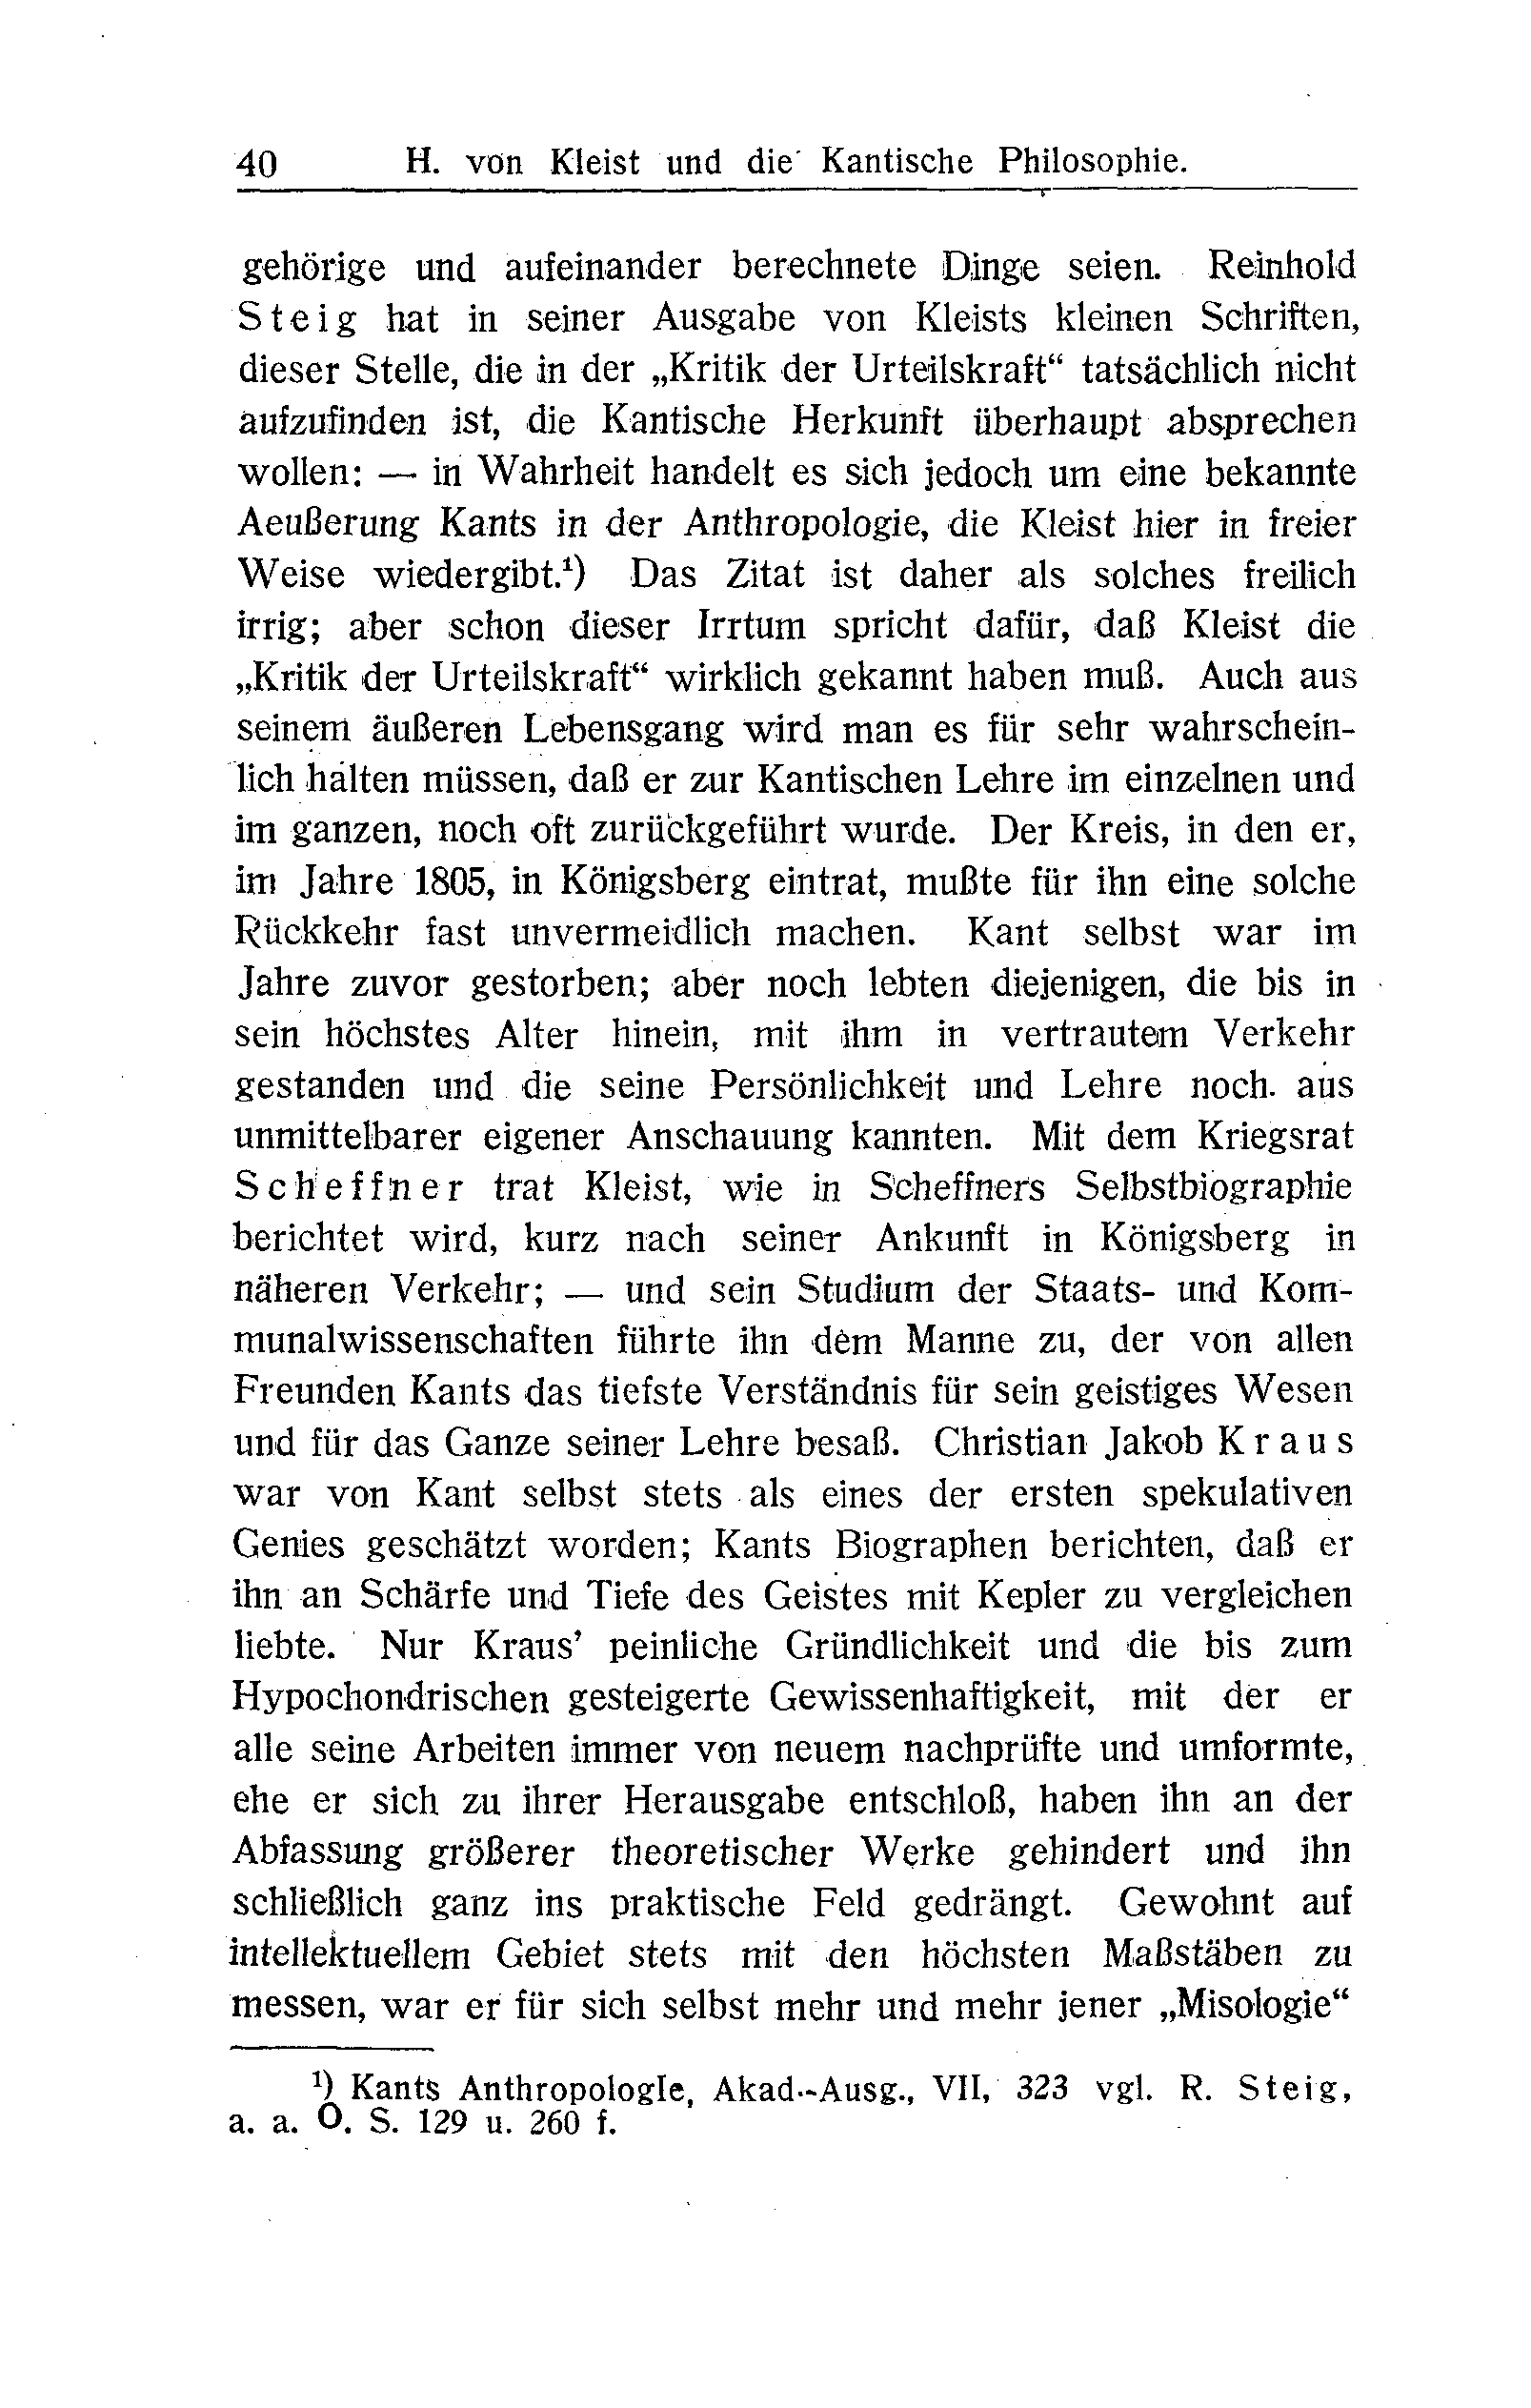 40 H. von Kleist und die Kantische Philosophie.
gehörige und aufeinander berechnete Dinge seien. Reinhold
Steig hat in seiner Ausgabe von Kleists kleinen Schriften,
dieser Stelle, die in der „Kritik der Urteilskraft“ tatsächlich nicht
aufzufinden ist, die Kantische Herkunft überhaupt absprechen
wollen: — in Wahrheit handelt es sich jedoch um eine bekannte
Aeußerung Kants in der Anthropologie, die Kleist hier in freier
Weise wiedergibt.¹) Das Zitat ist daher als solches freilich
irrig; aber schon dieser Irrtum spricht dafür, daß Kleist die
„Kritik der Urteilskraft“ wirklich gekannt haben muß. Auch aus
seinem äußeren Lebensgang wird man es für sehr wahrschein-
lich halten müssen, daß er zur Kantischen Lehre im einzelnen und
im ganzen, noch oft zurückgeführt wurde. Der Kreis, in den er,
im Jahre 1805, in Königsberg eintrat, mußte für ihn eine solche
Rückkehr fast unvermeidlich machen. Kant selbst war im
Jahre zuvor gestorben; aber noch lebten diejenigen, die bis in
sein höchstes Alter hinein, mit ihm in vertrautem Verkehr
gestanden und die seine Persönlichkeit und Lehre noch aus
unmittelbarer eigener Anschauung kannten. Mit dem Kriegsrat
Scheffner trat Kleist, wie in Scheffners Selbstbiographie
berichtet wird, kurz nach seiner Ankunft in Königsberg in
näheren Verkehr; — und sein Studium der Staats- und Kom-
munalwissenschaften führte ihn dem Manne zu, der von allen
Freunden Kants das tiefste Verständnis für sein geistiges Wesen
und für das Ganze seiner Lehre besaß. Christian Jakob Kraus
war von Kant selbst stets als eines der ersten spekulativen
Genies geschätzt worden; Kants Biographen berichten, daß er
ihn an Schärfe und Tiefe des Geistes mit Kepler zu vergleichen
liebte. Nur Kraus’ peinliche Gründlichkeit und die bis zum
Hypochondrischen gesteigerte Gewissenhaftigkeit, mit der er
alle seine Arbeiten immer von neuem nachprüfte und umformte,
ehe er sich zu ihrer Herausgabe entschloß, haben ihn an der
Abfassung größerer theoretischer Werke gehindert und ihn
schließlich ganz ins praktische Feld gedrängt. Gewohnt auf
intellektuellem Gebiet stets mit den höchsten Maßstäben zu
messen, war er für sich selbst mehr und mehr jener „Misologie“
¹) Kants Anthropologie, Akad.-Ausg., VII, 323 vgl. R. Steig,
a. a. O. S. 129 u. 260 f.